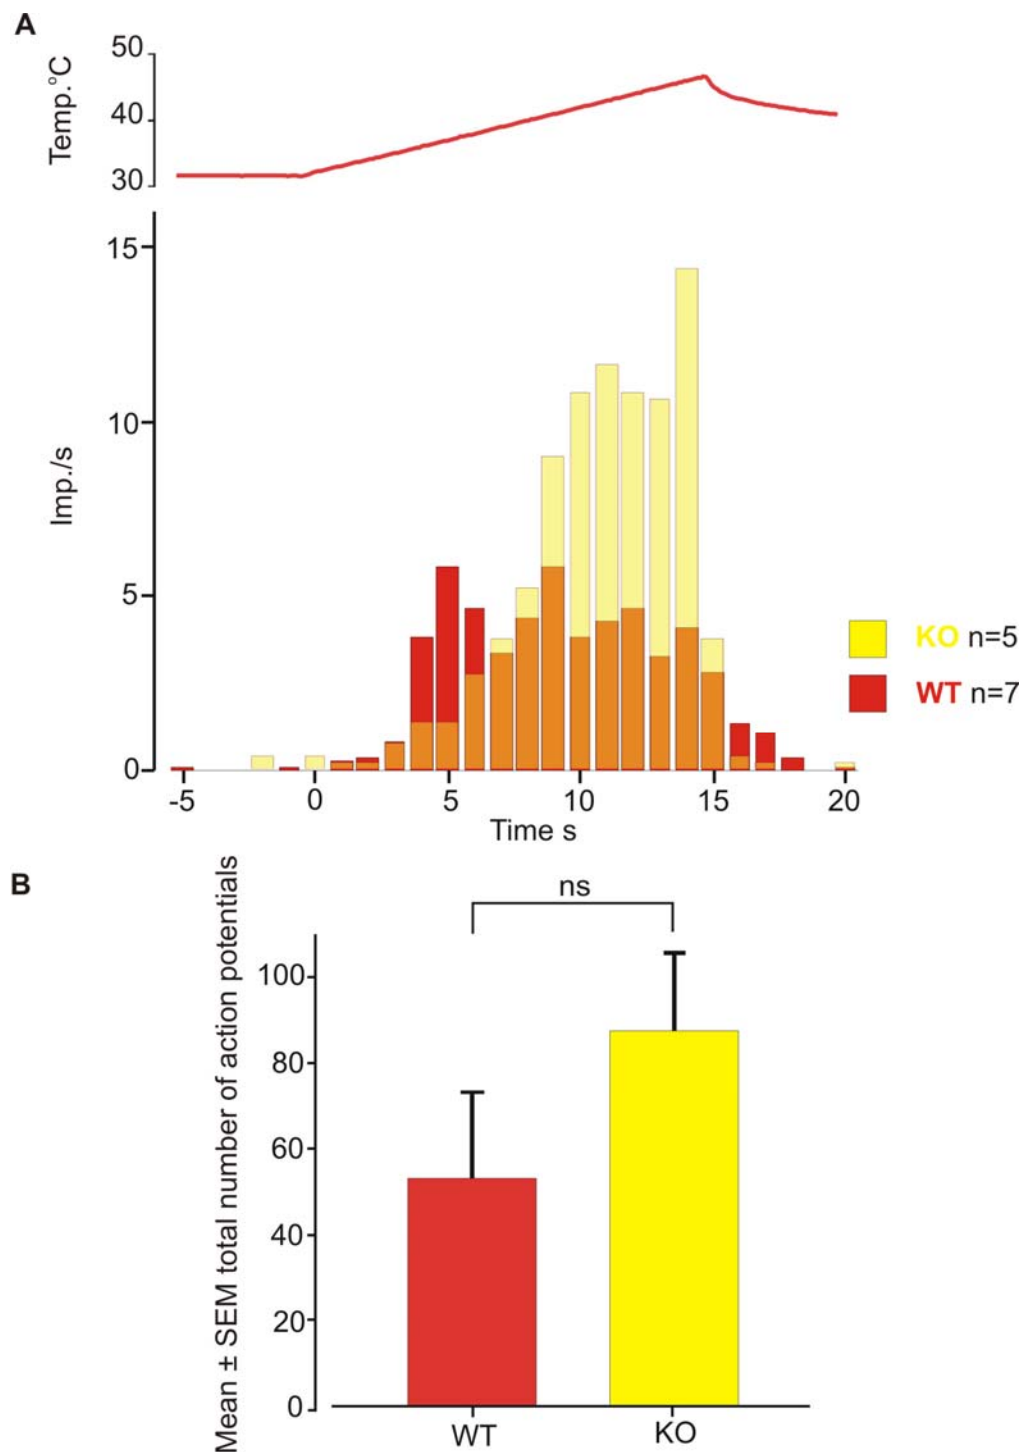 A
50
40
30
Temp.°C
15
10
5
0
Imp./s
KO n=5
WT n=7
-5 0 5 10 15 20
Time s
B
ns
Mean ± SEM total number of action potentials
100
80
60
40
20
0
WT KO